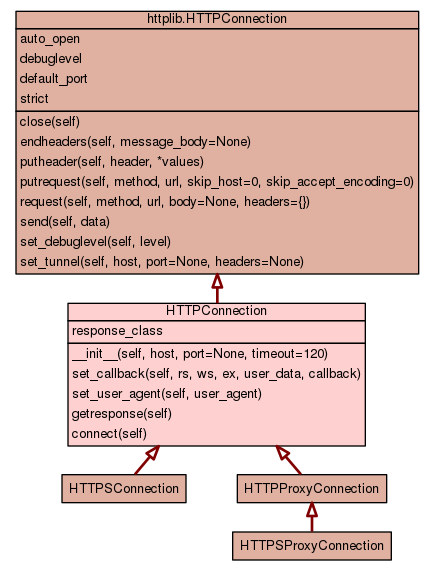 httplib.HTTPConnection
auto_open
debuglevel
default_port
strict
close(self)
endheaders(self, message_body=None)
putheader(self, header, *values)
putrequest(self, method, url, skip_host=0, skip_accept_encoding=0)
request(self, method, url, body=None, headers={})
send(self, data)
set_debuglevel(self, level)
set_tunnel(self, host, port=None, headers=None)
HTTPConnection
response_class
__init__(self, host, port=None, timeout=120)
set_callback(self, rs, ws, ex, user_data, callback)
set_user_agent(self, user_agent)
getresponse(self)
connect(self)
HTTPSConnection
HTTPProxyConnection
HTTPSProxyConnection